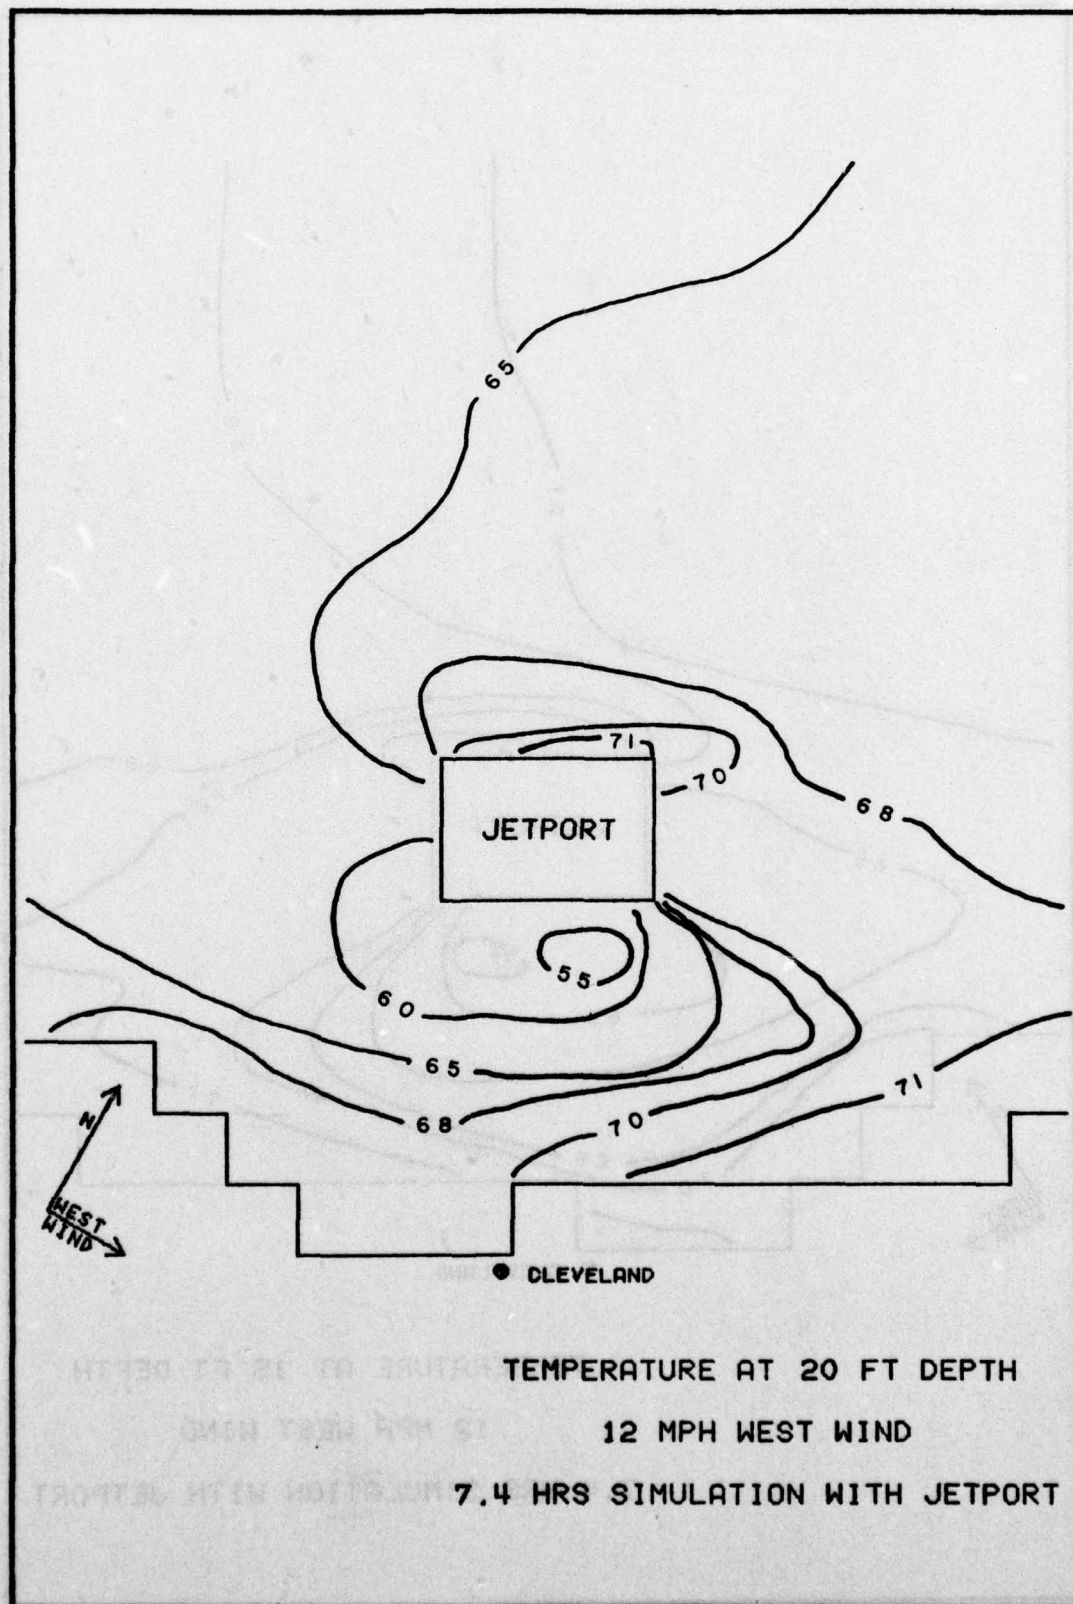 65
71
70
JETPORT
68
55
60
65
71
68
70
N
WEST
WIND
CLEVELAND
TEMPERATURE AT 20 FT DEPTH
12 MPH WEST WIND
7.4 HRS SIMULATION WITH JETPORT